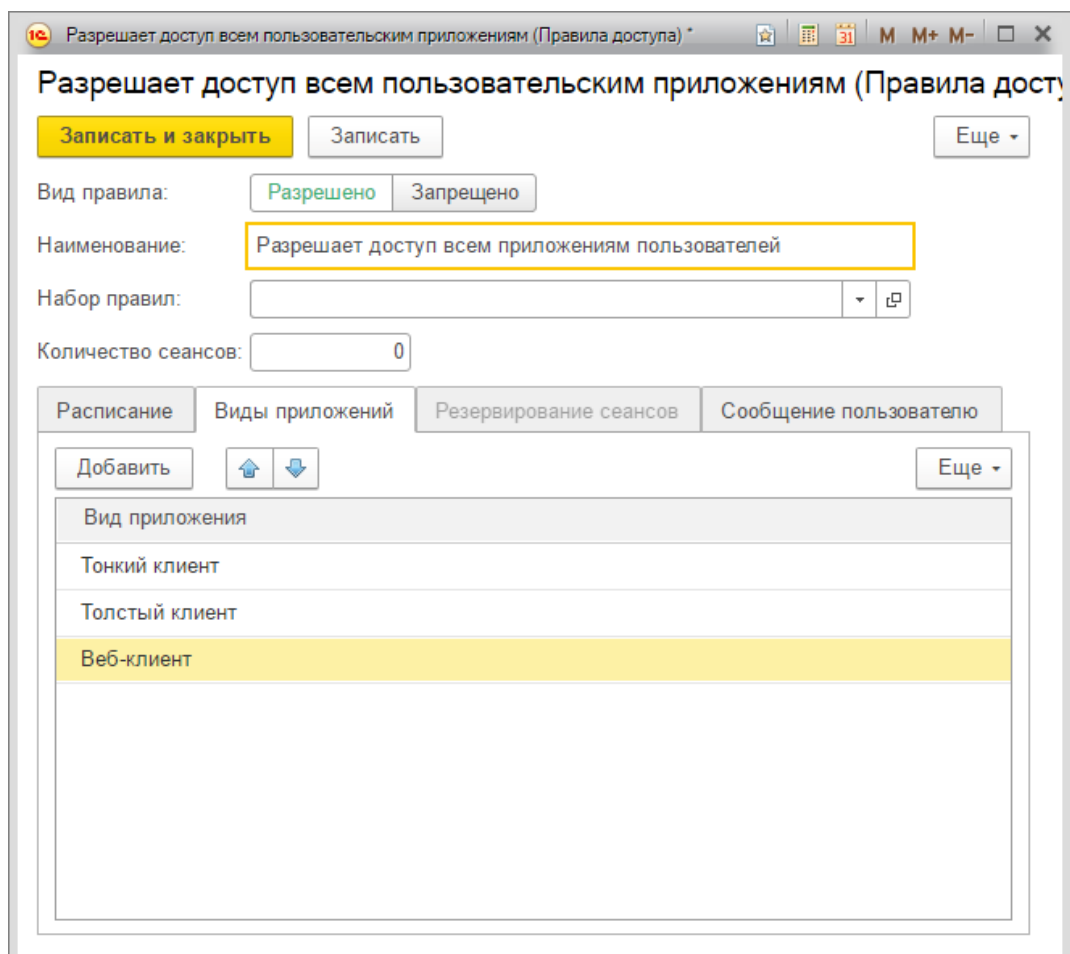 1С Разрешает доступ всем пользовательским приложениям (Правила доступа) * 31 M M+ M-
Разрешает доступ всем пользовательским приложениям (Правила досту
Записать и закрыть Записать Еще
Вид правила: Разрешено Запрещено
Наименование: Разрешает доступ всем приложениям пользователей
Набор правил:
Количество сеансов: 0
Расписание Виды приложений Резервирование сеансов Сообщение пользователю
Добавить Еще
Вид приложения
Тонкий клиент
Толстый клиент
Веб-клиент